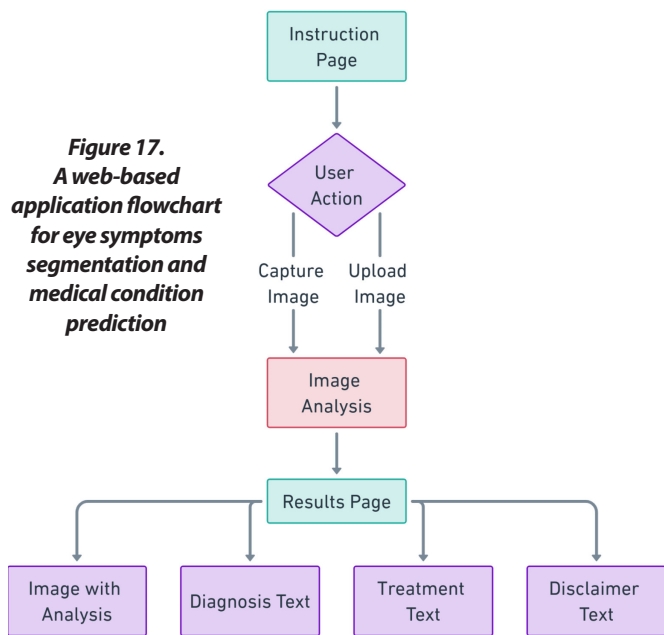 Instruction
Page
Figure 17.
A web-based
application flowchart
for eye symptoms
segmentation and
medical condition
prediction
User
Action
Capture
Image
Upload
Image
Image
Analysis
Results Page
Image with
Analysis
Diagnosis Text
Treatment
Text
Disclaimer
Text